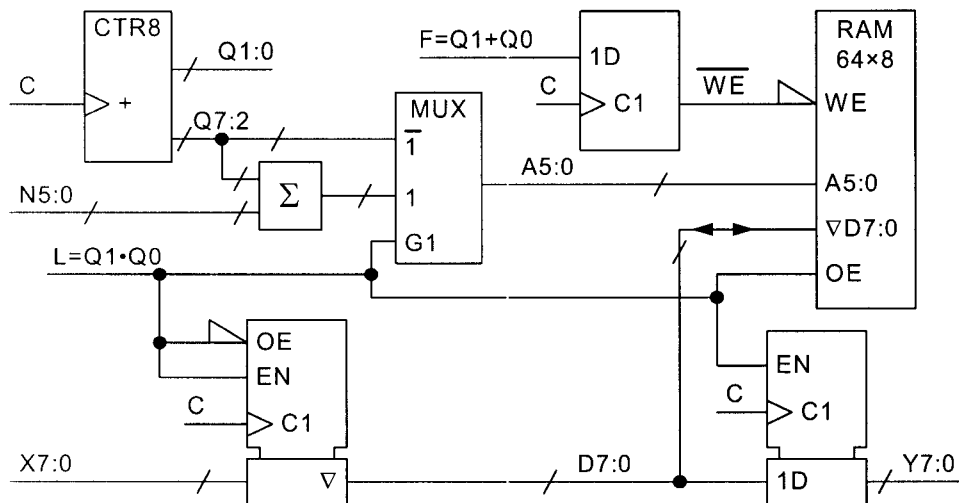 CTR8
Q1:0
C
+
Q7:2
N5:0
Σ
MUX
1̅
1
G1
L=Q1•Q0
F=Q1+Q0
1D
C
C1
W̅E̅
RAM
64×8
WE
A5:0
A5:0
∇D7:0
OE
OE
EN
C
C1
EN
C
C1
X7:0
∇
D7:0
1D
Y7:0